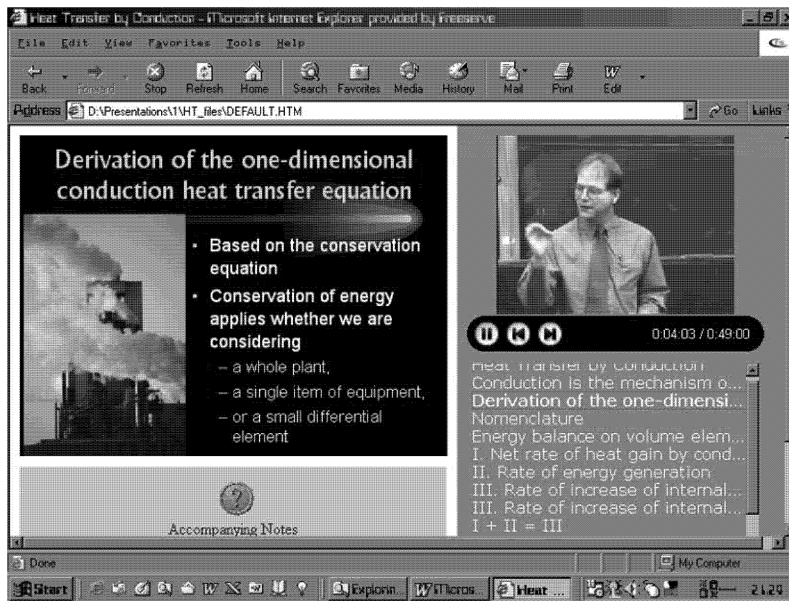 Heat Transfer by Conduction - Microsoft Internet Explorer provided by Freeserve
File Edit View Favorites Tools Help
Back Forward Stop Refresh Home Search Favorites Media History Mail Print Edit
Address D:\Presentations\1\HT_files\DEFAULT.HTM Go Links
Derivation of the one-dimensional
conduction heat transfer equation
• Based on the conservation
equation
• Conservation of energy
applies whether we are
considering
– a whole plant,
– a single item of equipment,
– or a small differential
element
?
Accompanying Notes
0:04:03 / 0:49:00
Heat Transfer by Conduction
Conduction is the mechanism o...
Derivation of the one-dimensi...
Nomenclature
Energy balance on volume elem...
I. Net rate of heat gain by cond...
II. Rate of energy generation
III. Rate of increase of internal...
III. Rate of increase of internal...
I + II = III
Done My Computer
Start Explorin... Micros... Heat ... 21:29